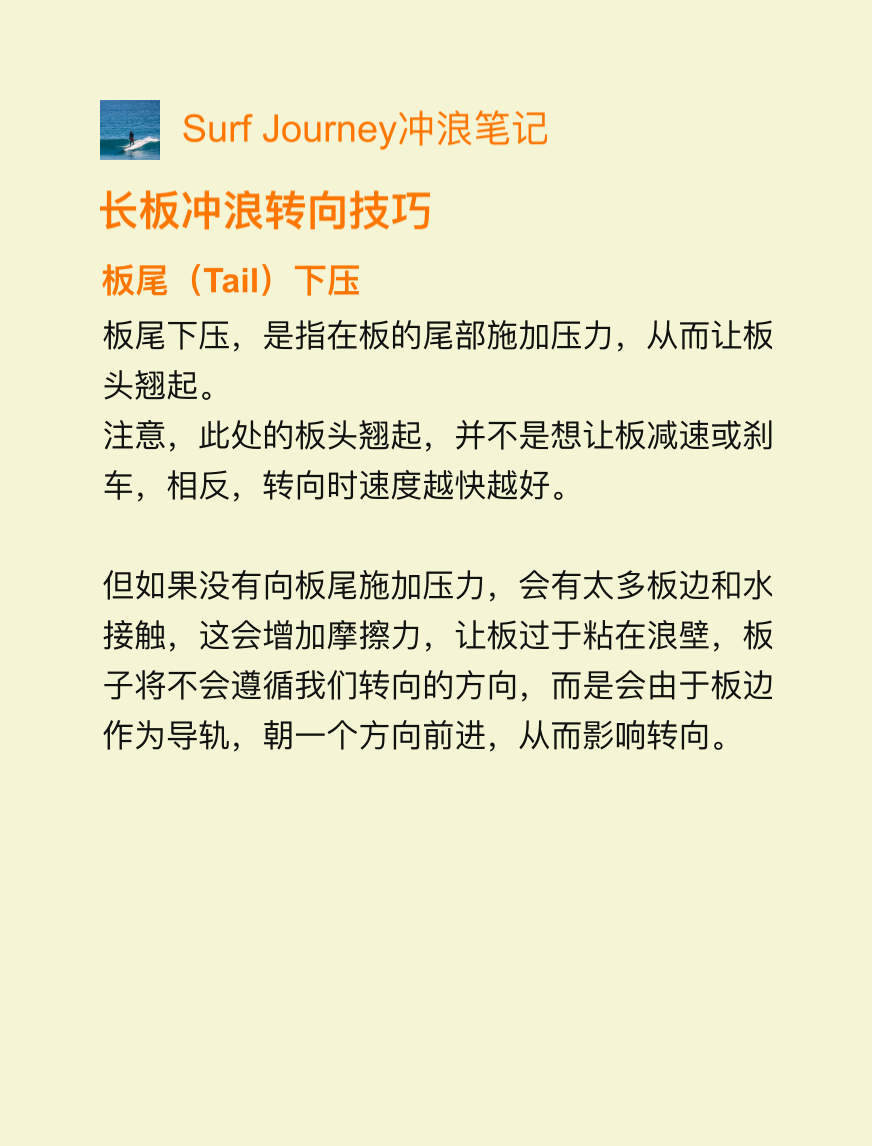 Surf Journey冲浪笔记
长板冲浪转向技巧
板尾（Tail）下压
板尾下压，是指在板的尾部施加压力，从而让板
头翘起。
注意，此处的板头翘起，并不是想让板减速或刹
车，相反，转向时速度越快越好。
但如果没有向板尾施加压力，会有太多板边和水
接触，这会增加摩擦力，让板过于粘在浪壁，板
子将不会遵循我们转向的方向，而是会由于板边
作为导轨，朝一个方向前进，从而影响转向。